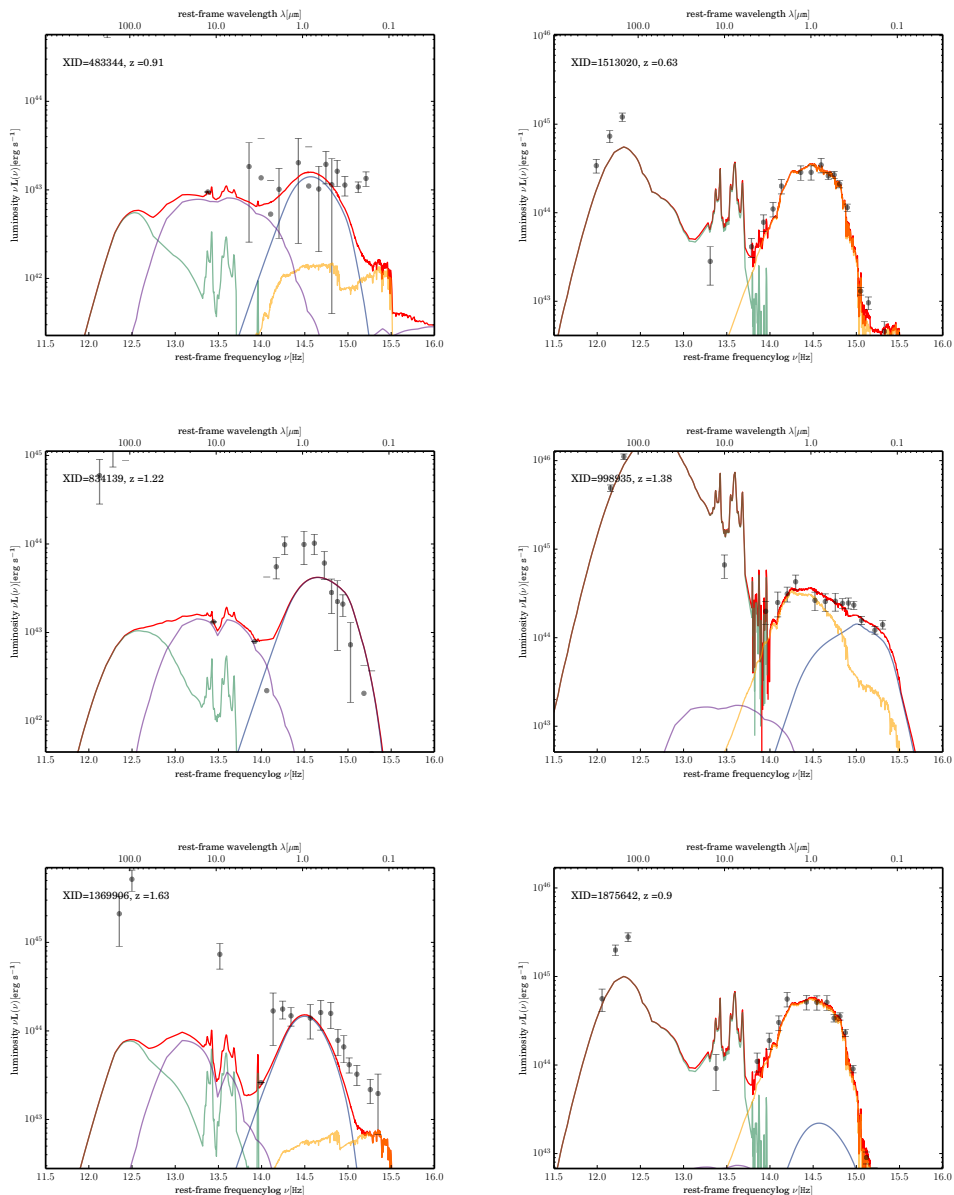 rest-frame wavelength λ[μm]
100.0 10.0 1.0 0.1
XID=483344, z =0.91
luminosity νL(ν)[erg s⁻¹]
10⁴⁴
10⁴³
10⁴²
11.5 12.0 12.5 13.0 13.5 14.0 14.5 15.0 15.5 16.0
rest-frame frequencylog ν[Hz]
rest-frame wavelength λ[μm]
100.0 10.0 1.0 0.1
XID=1513020, z =0.63
luminosity νL(ν)[erg s⁻¹]
10⁴⁶
10⁴⁵
10⁴⁴
10⁴³
11.5 12.0 12.5 13.0 13.5 14.0 14.5 15.0 15.5 16.0
rest-frame frequencylog ν[Hz]
rest-frame wavelength λ[μm]
100.0 10.0 1.0 0.1
XID=834139, z =1.22
luminosity νL(ν)[erg s⁻¹]
10⁴⁵
10⁴⁴
10⁴³
10⁴²
11.5 12.0 12.5 13.0 13.5 14.0 14.5 15.0 15.5 16.0
rest-frame frequencylog ν[Hz]
rest-frame wavelength λ[μm]
100.0 10.0 1.0 0.1
XID=998935, z =1.38
luminosity νL(ν)[erg s⁻¹]
10⁴⁶
10⁴⁵
10⁴⁴
10⁴³
11.5 12.0 12.5 13.0 13.5 14.0 14.5 15.0 15.5 16.0
rest-frame frequencylog ν[Hz]
rest-frame wavelength λ[μm]
100.0 10.0 1.0 0.1
XID=1369906, z =1.63
luminosity νL(ν)[erg s⁻¹]
10⁴⁵
10⁴⁴
10⁴³
11.5 12.0 12.5 13.0 13.5 14.0 14.5 15.0 15.5 16.0
rest-frame frequencylog ν[Hz]
rest-frame wavelength λ[μm]
100.0 10.0 1.0 0.1
XID=1875642, z =0.9
luminosity νL(ν)[erg s⁻¹]
10⁴⁶
10⁴⁵
10⁴⁴
10⁴³
11.5 12.0 12.5 13.0 13.5 14.0 14.5 15.0 15.5 16.0
rest-frame frequencylog ν[Hz]